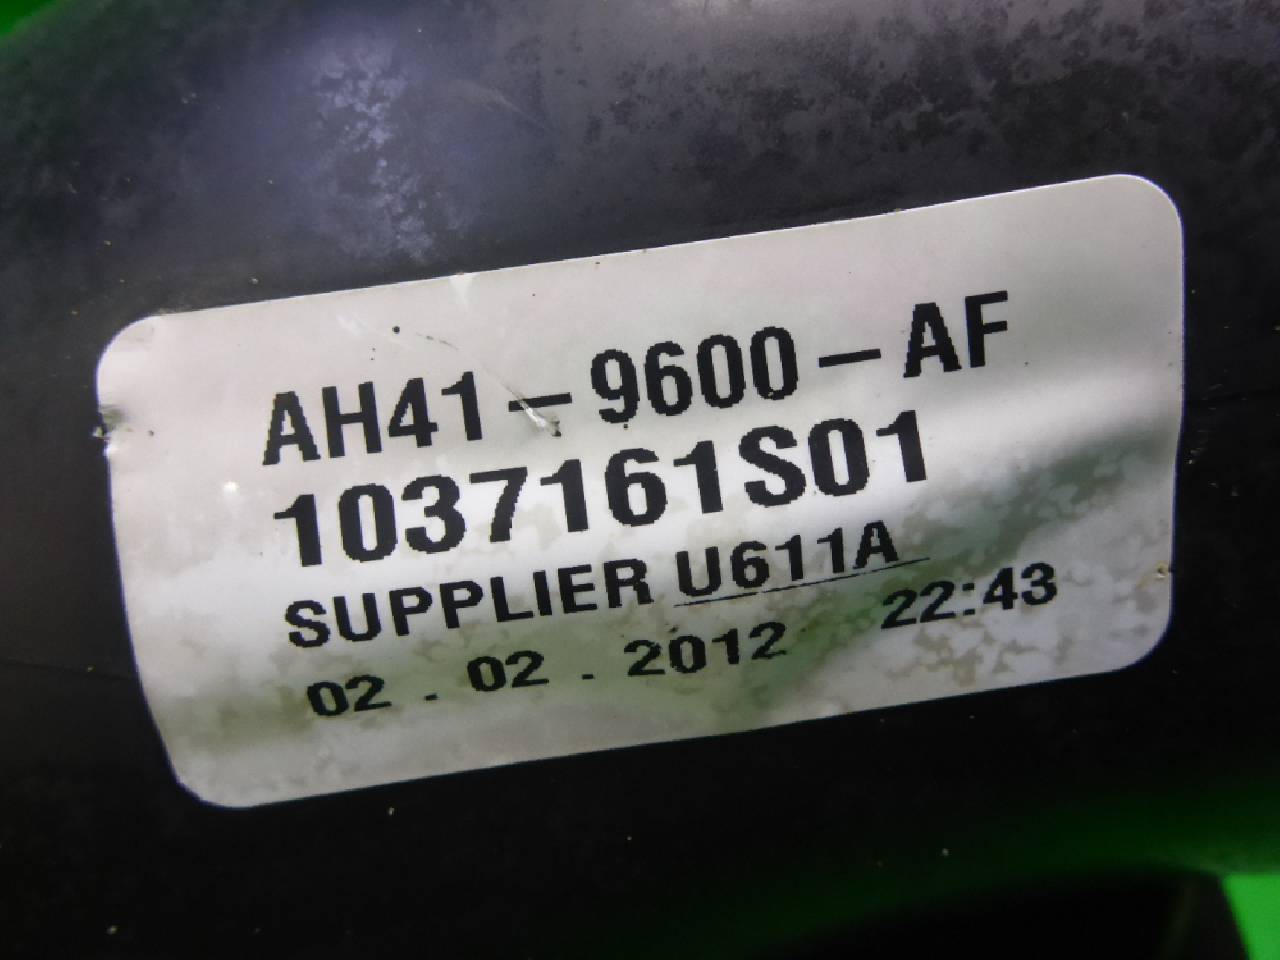 AH41-9600-AF
1037161S01
SUPPLIER U611A
02 . 02 . 2012 22:43